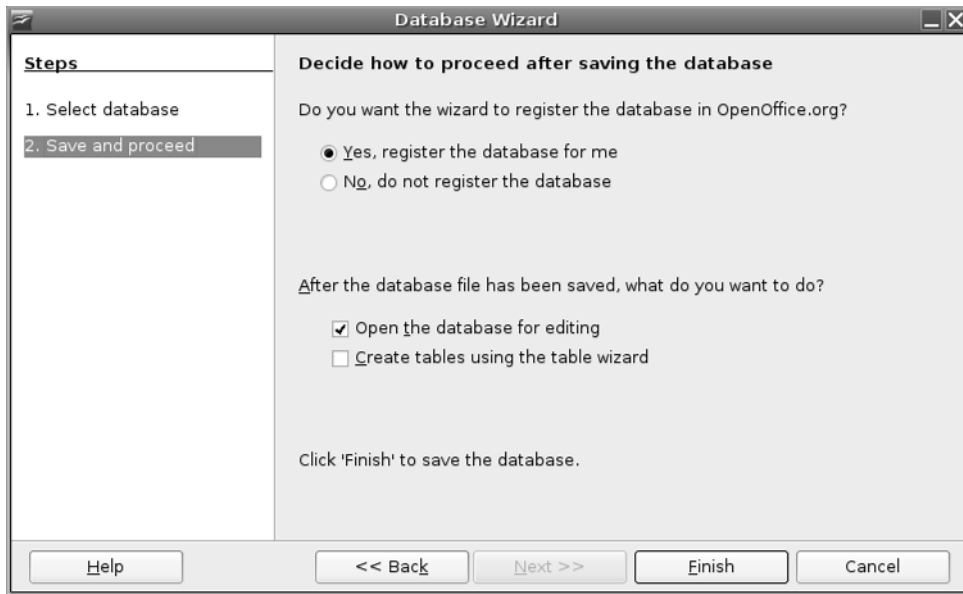 Database Wizard
Steps
1. Select database
2. Save and proceed
Decide how to proceed after saving the database
Do you want the wizard to register the database in OpenOffice.org?
Yes, register the database for me
No, do not register the database
After the database file has been saved, what do you want to do?
Open the database for editing
Create tables using the table wizard
Click 'Finish' to save the database.
Help
<< Back
Next >>
Finish
Cancel